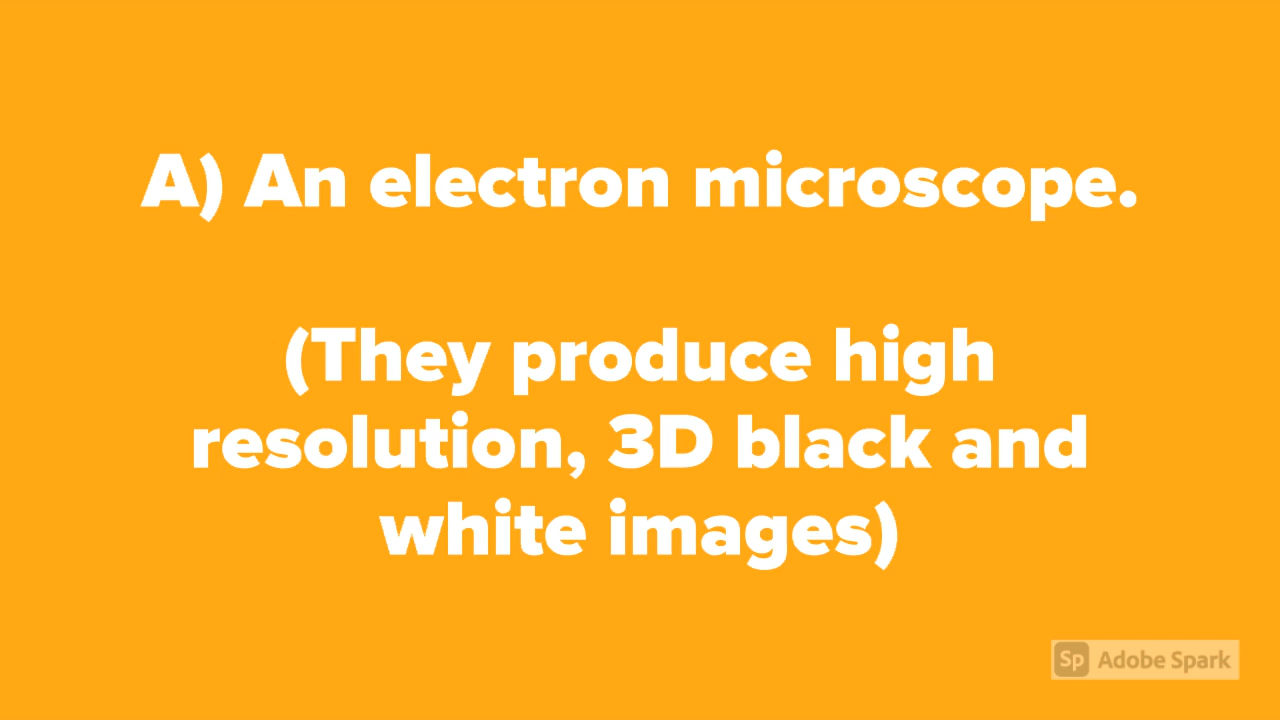 A) An electron microscope.
(They produce high
resolution, 3D black and
white images)
Sp Adobe Spark